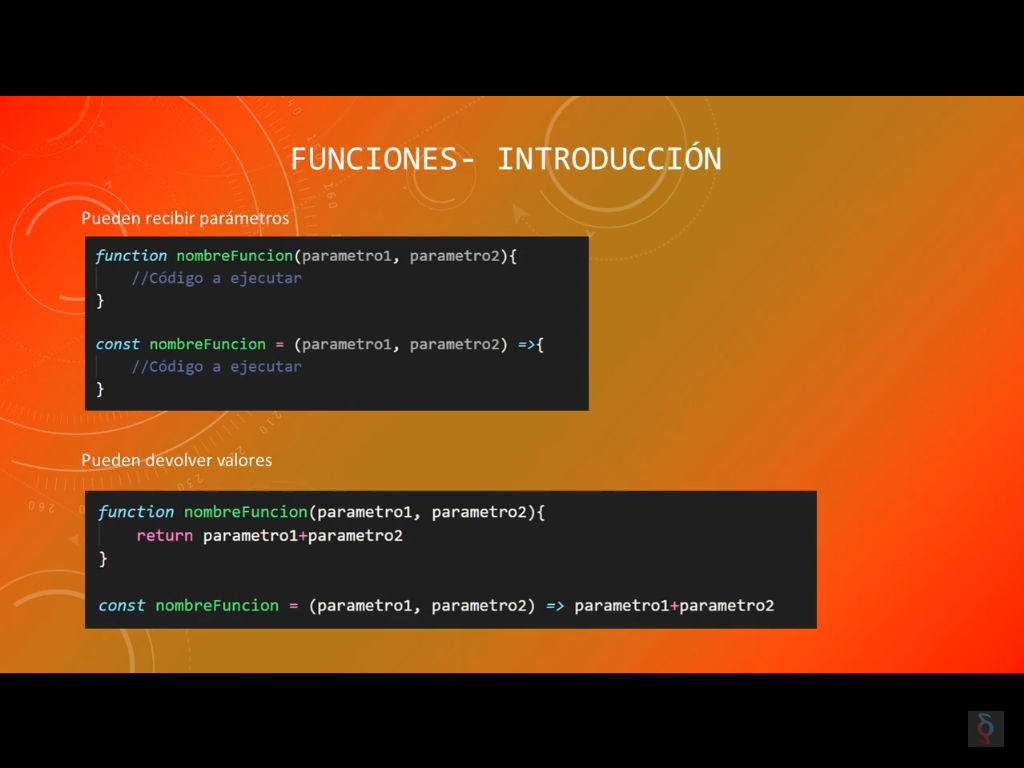 FUNCIONES- INTRODUCCIÓN
Pueden recibir parámetros
function nombreFuncion(parametro1, parametro2){
//Código a ejecutar
}
const nombreFuncion = (parametro1, parametro2) =>{
//Código a ejecutar
}
Pueden devolver valores
function nombreFuncion(parametro1, parametro2){
return parametro1+parametro2
}
const nombreFuncion = (parametro1, parametro2) => parametro1+parametro2